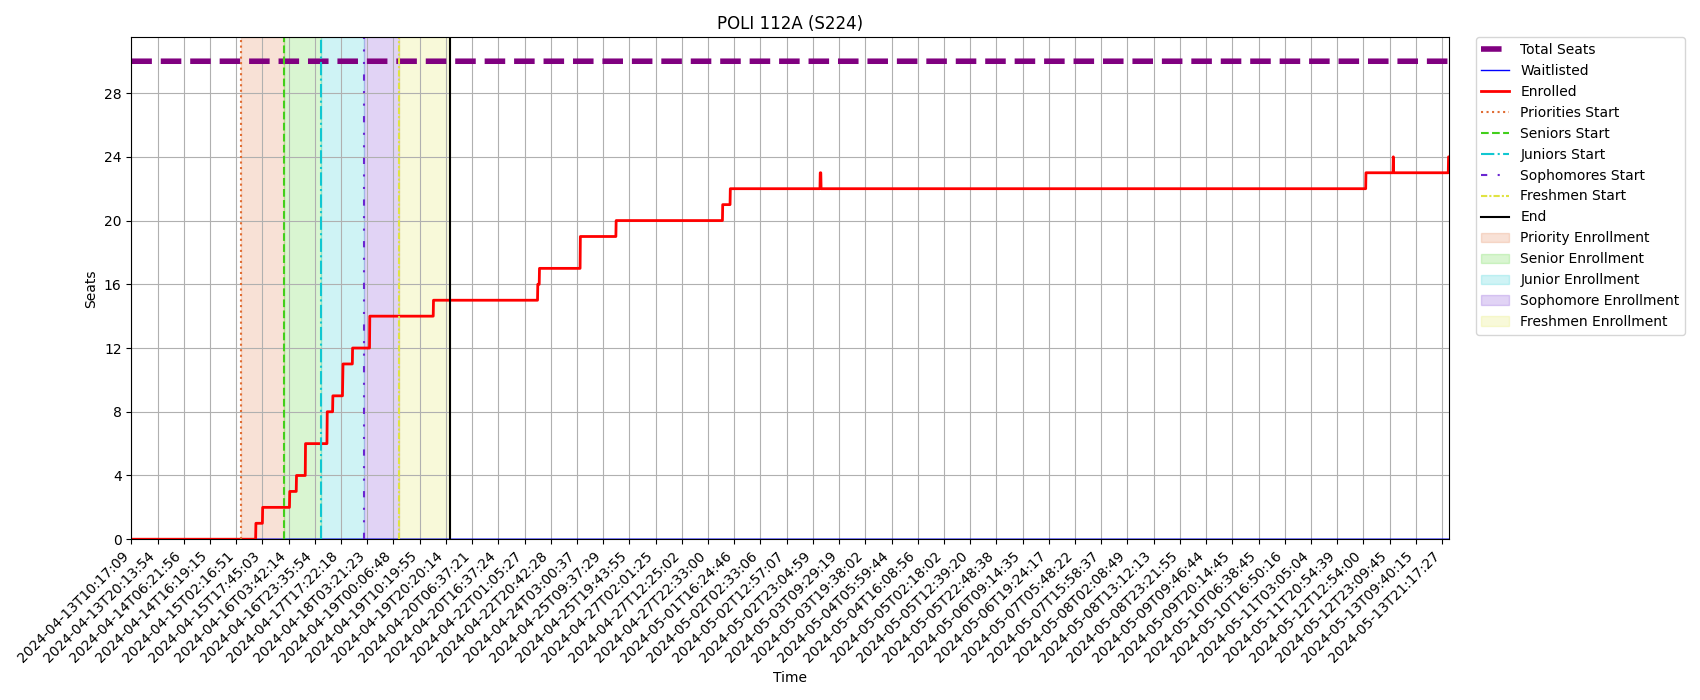 POLI 112A (S224)
Seats
28
24
20
16
12
8
4
0
2024-04-13T10:17:09
2024-04-13T20:13:54
2024-04-14T06:21:56
2024-04-14T16:19:15
2024-04-15T02:16:51
2024-04-15T17:45:03
2024-04-16T03:42:14
2024-04-16T23:35:54
2024-04-17T17:22:18
2024-04-18T03:21:23
2024-04-19T00:06:48
2024-04-19T10:19:55
2024-04-19T20:20:14
2024-04-20T06:37:21
2024-04-20T16:37:24
2024-04-22T01:05:27
2024-04-22T20:42:28
2024-04-24T03:00:37
2024-04-25T09:37:29
2024-04-25T19:43:55
2024-04-27T02:01:25
2024-04-27T12:25:02
2024-04-27T22:33:00
2024-05-01T16:24:46
2024-05-02T02:33:06
2024-05-02T12:57:07
2024-05-02T23:04:59
2024-05-03T09:29:19
2024-05-03T19:38:02
2024-05-04T05:59:44
2024-05-04T16:08:56
2024-05-05T02:18:02
2024-05-05T12:39:20
2024-05-05T22:48:38
2024-05-06T09:14:35
2024-05-06T19:24:17
2024-05-07T05:48:22
2024-05-07T15:58:37
2024-05-08T02:08:49
2024-05-08T13:12:13
2024-05-08T23:21:55
2024-05-09T09:46:44
2024-05-09T20:14:45
2024-05-10T06:38:45
2024-05-10T16:50:16
2024-05-11T03:05:04
2024-05-11T20:54:39
2024-05-12T12:54:00
2024-05-12T23:09:45
2024-05-13T09:40:15
2024-05-13T21:17:27
Time
Total Seats
Waitlisted
Enrolled
Priorities Start
Seniors Start
Juniors Start
Sophomores Start
Freshmen Start
End
Priority Enrollment
Senior Enrollment
Junior Enrollment
Sophomore Enrollment
Freshmen Enrollment